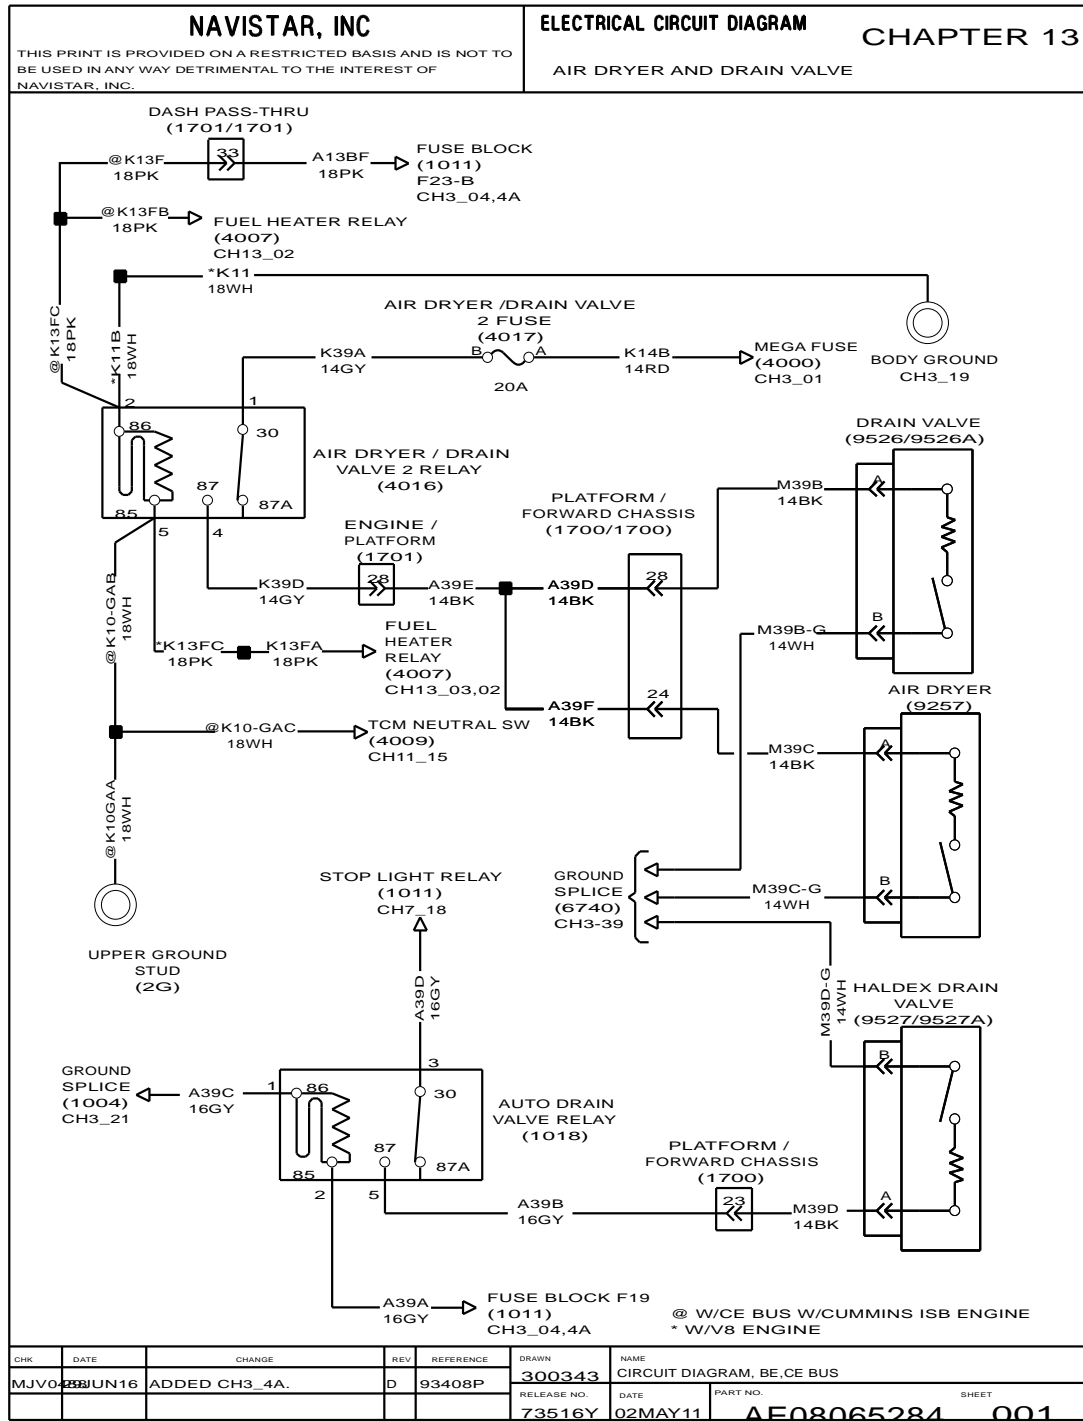 NAVISTAR, INC
THIS PRINT IS PROVIDED ON A RESTRICTED BASIS AND IS NOT TO
BE USED IN ANY WAY DETRIMENTAL TO THE INTEREST OF
NAVISTAR, INC.
ELECTRICAL CIRCUIT DIAGRAM
CHAPTER 13
AIR DRYER AND DRAIN VALVE
DASH PASS-THRU
(1701/1701)
33
@K13F
18PK
A13BF
18PK
FUSE BLOCK
(1011)
F23-B
CH3_04,4A
@K13FB
18PK
FUEL HEATER RELAY
(4007)
CH13_02
*K11
18WH
@K13FC
18PK
*K11B
18WH
AIR DRYER /DRAIN VALVE
2 FUSE
(4017)
K39A
14GY
B
A
20A
K14B
14RD
MEGA FUSE
(4000)
CH3_01
BODY GROUND
CH3_19
2
1
86
30
87
87A
85
5
4
AIR DRYER / DRAIN
VALVE 2 RELAY
(4016)
DRAIN VALVE
(9526/9526A)
M39B
14BK
A
M39B-G
14WH
B
PLATFORM /
FORWARD CHASSIS
(1700/1700)
28
24
ENGINE /
PLATFORM
(1701)
28
K39D
14GY
A39E
14BK
A39D
14BK
A39F
14BK
@K10-GAB
18WH
*K13FC
18PK
K13FA
18PK
FUEL
HEATER
RELAY
(4007)
CH13_03,02
@K10-GAC
18WH
TCM NEUTRAL SW
(4009)
CH11_15
@K10GAA
18WH
UPPER GROUND
STUD
(2G)
AIR DRYER
(9257)
M39C
14BK
A
M39C-G
14WH
B
GROUND
SPLICE
(6740)
CH3-39
STOP LIGHT RELAY
(1011)
CH7_18
A39D
16GY
M39D-G
14WH
HALDEX DRAIN
VALVE
(9527/9527A)
B
A
GROUND
SPLICE
(1004)
CH3_21
A39C
16GY
1
3
86
30
87
87A
85
2
5
AUTO DRAIN
VALVE RELAY
(1018)
PLATFORM /
FORWARD CHASSIS
(1700)
23
A39B
16GY
M39D
14BK
A39A
16GY
FUSE BLOCK F19
(1011)
CH3_04,4A
@ W/CE BUS W/CUMMINS ISB ENGINE
* W/V8 ENGINE
CHK
DATE
CHANGE
REV
REFERENCE
ADDED CH3_4A.
D
93408P
DRAWN
300343
NAME
CIRCUIT DIAGRAM, BE,CE BUS
RELEASE NO.
73516Y
DATE
02MAY11
PART NO.
AE08065284
SHEET
001